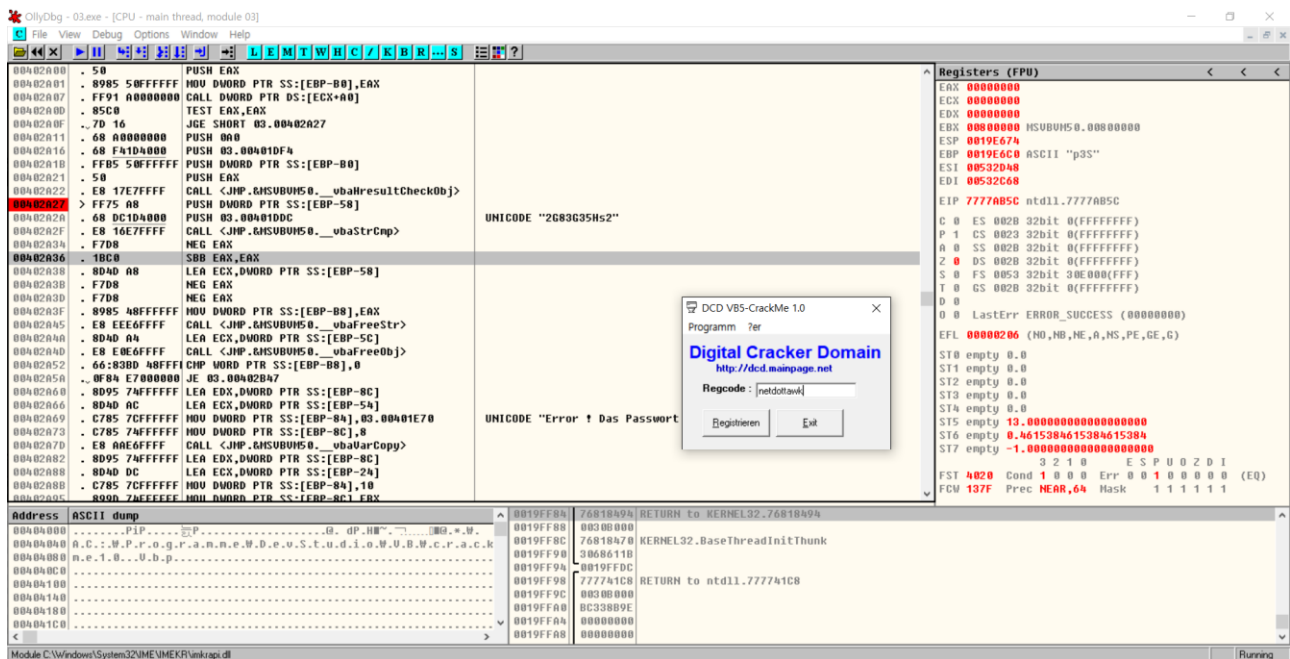 OllyDbg - 03.exe - [CPU - main thread, module 03]
File View Debug Options Window Help
L E M T W H C / K B R ... S ?
00402A00 . 50 PUSH EAX
00402A01 . 8985 50FFFFFF MOV DWORD PTR SS:[EBP-B0],EAX
00402A07 . FF91 A0000000 CALL DWORD PTR DS:[ECX+A0]
00402A0D . 85C0 TEST EAX,EAX
00402A0F . 7D 16 JGE SHORT 03.00402A27
00402A11 . 68 A0000000 PUSH 0A0
00402A16 . 68 F41D4000 PUSH 03.00401DF4
00402A1B . FFB5 50FFFFFF PUSH DWORD PTR SS:[EBP-B0]
00402A21 . 50 PUSH EAX
00402A22 . E8 17E7FFFF CALL <JMP.&MSVBVM50.__vbaHresultCheckObj>
00402A27 > FF75 A8 PUSH DWORD PTR SS:[EBP-58]
00402A2A . 68 DC1D4000 PUSH 03.00401DDC UNICODE "2G83G35Hs2"
00402A2F . E8 16E7FFFF CALL <JMP.&MSVBVM50.__vbaStrCmp>
00402A34 . F7D8 NEG EAX
00402A36 . 1BC0 SBB EAX,EAX
00402A38 . 8D4D A8 LEA ECX,DWORD PTR SS:[EBP-58]
00402A3B . F7D8 NEG EAX
00402A3D . F7D8 NEG EAX
00402A3F . 8985 48FFFFFF MOV DWORD PTR SS:[EBP-B8],EAX
00402A45 . E8 EEE6FFFF CALL <JMP.&MSVBVM50.__vbaFreeStr>
00402A4A . 8D4D A4 LEA ECX,DWORD PTR SS:[EBP-5C]
00402A4D . E8 E0E6FFFF CALL <JMP.&MSVBVM50.__vbaFreeObj>
00402A52 . 66:83BD 48FFFI CMP WORD PTR SS:[EBP-B8],0
00402A5A . 0F84 E7000000 JE 03.00402B47
00402A60 . 8D95 74FFFFFF LEA EDX,DWORD PTR SS:[EBP-8C]
00402A66 . 8D4D AC LEA ECX,DWORD PTR SS:[EBP-54]
00402A69 . C785 7CFFFFFF MOV DWORD PTR SS:[EBP-84],03.00401E70 UNICODE "Error ! Das Passwort
00402A73 . C785 74FFFFFF MOV DWORD PTR SS:[EBP-8C],8
00402A7D . E8 AAE6FFFF CALL <JMP.&MSVBVM50.__vbaVarCopy>
00402A82 . 8D95 74FFFFFF LEA EDX,DWORD PTR SS:[EBP-8C]
00402A88 . 8D4D DC LEA ECX,DWORD PTR SS:[EBP-24]
00402A8B . C785 7CFFFFFF MOV DWORD PTR SS:[EBP-84],10
00402A95 . 899D 74FFFFFF MOV DWORD PTR SS:[EBP-8C],EBX
Registers (FPU) < < <
EAX 00000000
ECX 00000000
EDX 00000000
EBX 00800000 MSVBVM50.00800000
ESP 0019E674
EBP 0019E6C0 ASCII "p3S"
ESI 00532D48
EDI 00532C68
EIP 7777AB5C ntdll.7777AB5C
C 0 ES 002B 32bit 0(FFFFFFFF)
P 1 CS 0023 32bit 0(FFFFFFFF)
A 0 SS 002B 32bit 0(FFFFFFFF)
Z 0 DS 002B 32bit 0(FFFFFFFF)
S 0 FS 0053 32bit 30E000(FFF)
T 0 GS 002B 32bit 0(FFFFFFFF)
D 0
O 0 LastErr ERROR_SUCCESS (00000000)
EFL 00000206 (NO,NB,NE,A,NS,PE,GE,G)
ST0 empty 0.0
ST1 empty 0.0
ST2 empty 0.0
ST3 empty 0.0
ST4 empty 0.0
ST5 empty 13.000000000000000000
ST6 empty 0.4615384615384615384
ST7 empty -1.0000000000000000000
3 2 1 0 E S P U O Z D I
FST 4020 Cond 1 0 0 0 Err 0 0 1 0 0 0 0 0 (EQ)
FCW 137F Prec NEAR,64 Mask 1 1 1 1 1 1
DCD VB5-CrackMe 1.0
Programm ?er
Digital Cracker Domain
http://dcd.mainpage.net
Regcode : netdottawk
Registrieren Exit
Address ASCII dump
00404000
00404040 A.C.:.₩.P.r.o.g.r.a.m.m.e.₩.D.e.v.S.t.u.d.i.o.₩.V.B.₩.c.r.a.c.k
00404080 m.e.1.0...V.b.p...
004040C0
00404100
00404140
00404180
004041C0
0019FF84 76818494 RETURN to KERNEL32.76818494
0019FF88 0030B000
0019FF8C 76818470 KERNEL32.BaseThreadInitThunk
0019FF90 3068611B
0019FF94 0019FFDC
0019FF98 777741C8 RETURN to ntdll.777741C8
0019FF9C 0030B000
0019FFA0 BC338B9E
0019FFA4 00000000
0019FFA8 00000000
Module C:\Windows\System32\IME\IMEKR\imkrapi.dll Running